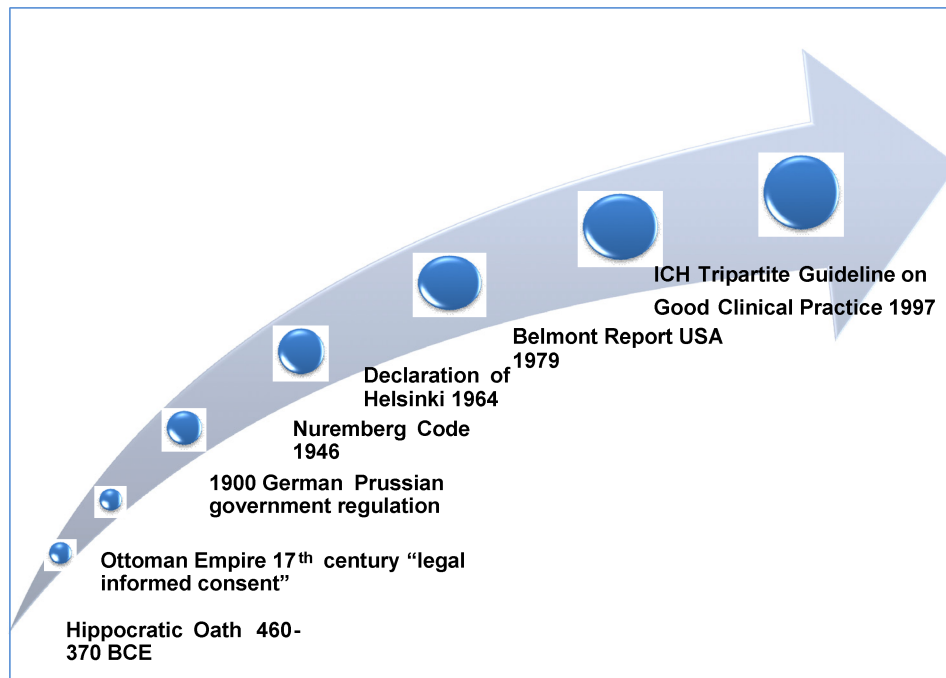 ICH Tripartite Guideline on
Good Clinical Practice 1997
Belmont Report USA
1979
Declaration of
Helsinki 1964
Nuremberg Code
1946
1900 German Prussian
government regulation
Ottoman Empire 17th century “legal
informed consent”
Hippocratic Oath 460-
370 BCE